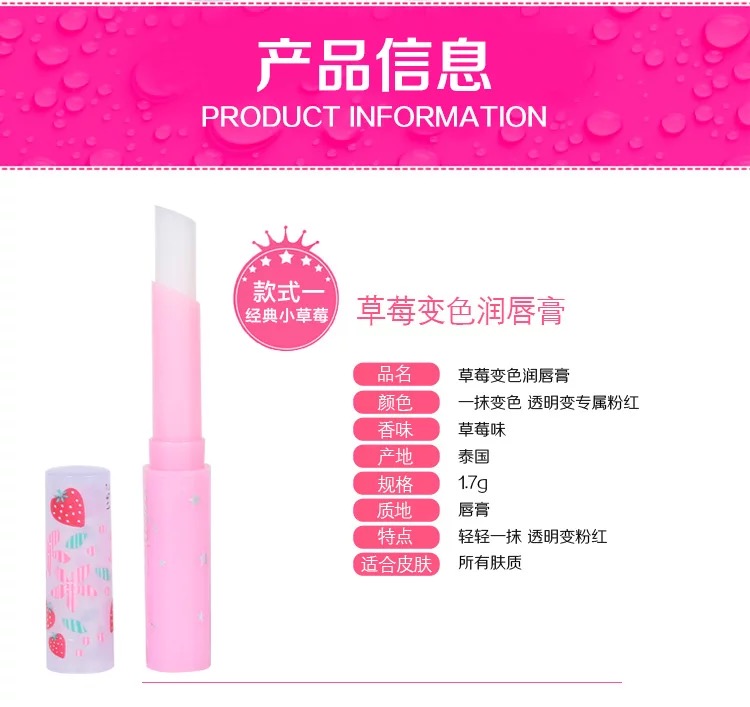 产品信息
PRODUCT INFORMATION
款式一
经典小草莓
草莓变色润唇膏
品名 草莓变色润唇膏
颜色 一抹变色 透明变专属粉红
香味 草莓味
产地 泰国
规格 1.7g
质地 唇膏
特点 轻轻一抹 透明变粉红
适合皮肤 所有肤质